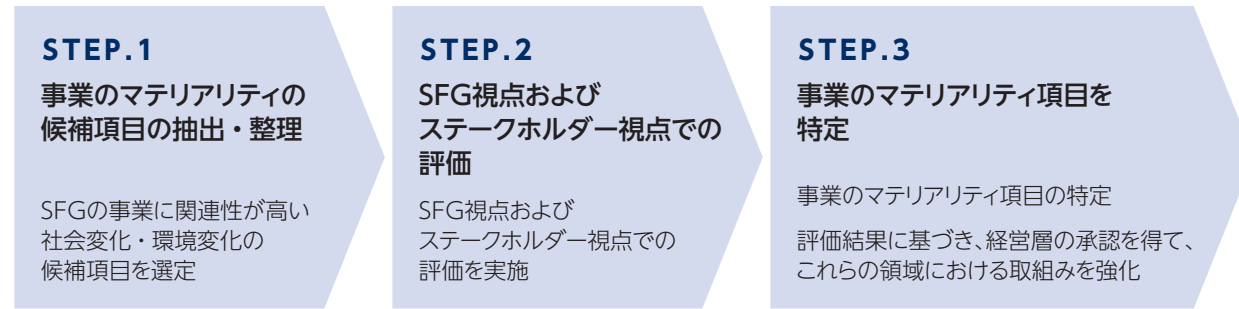 STEP.1
事業のマテリアリティの
候補項目の抽出・整理
SFGの事業に関連性が高い
社会変化・環境変化の
候補項目を選定
STEP.2
SFG視点および
ステークホルダー視点での
評価
SFG視点および
ステークホルダー視点での
評価を実施
STEP.3
事業のマテリアリティ項目を
特定
事業のマテリアリティ項目の特定
評価結果に基づき、経営層の承認を得て、
これらの領域における取組みを強化